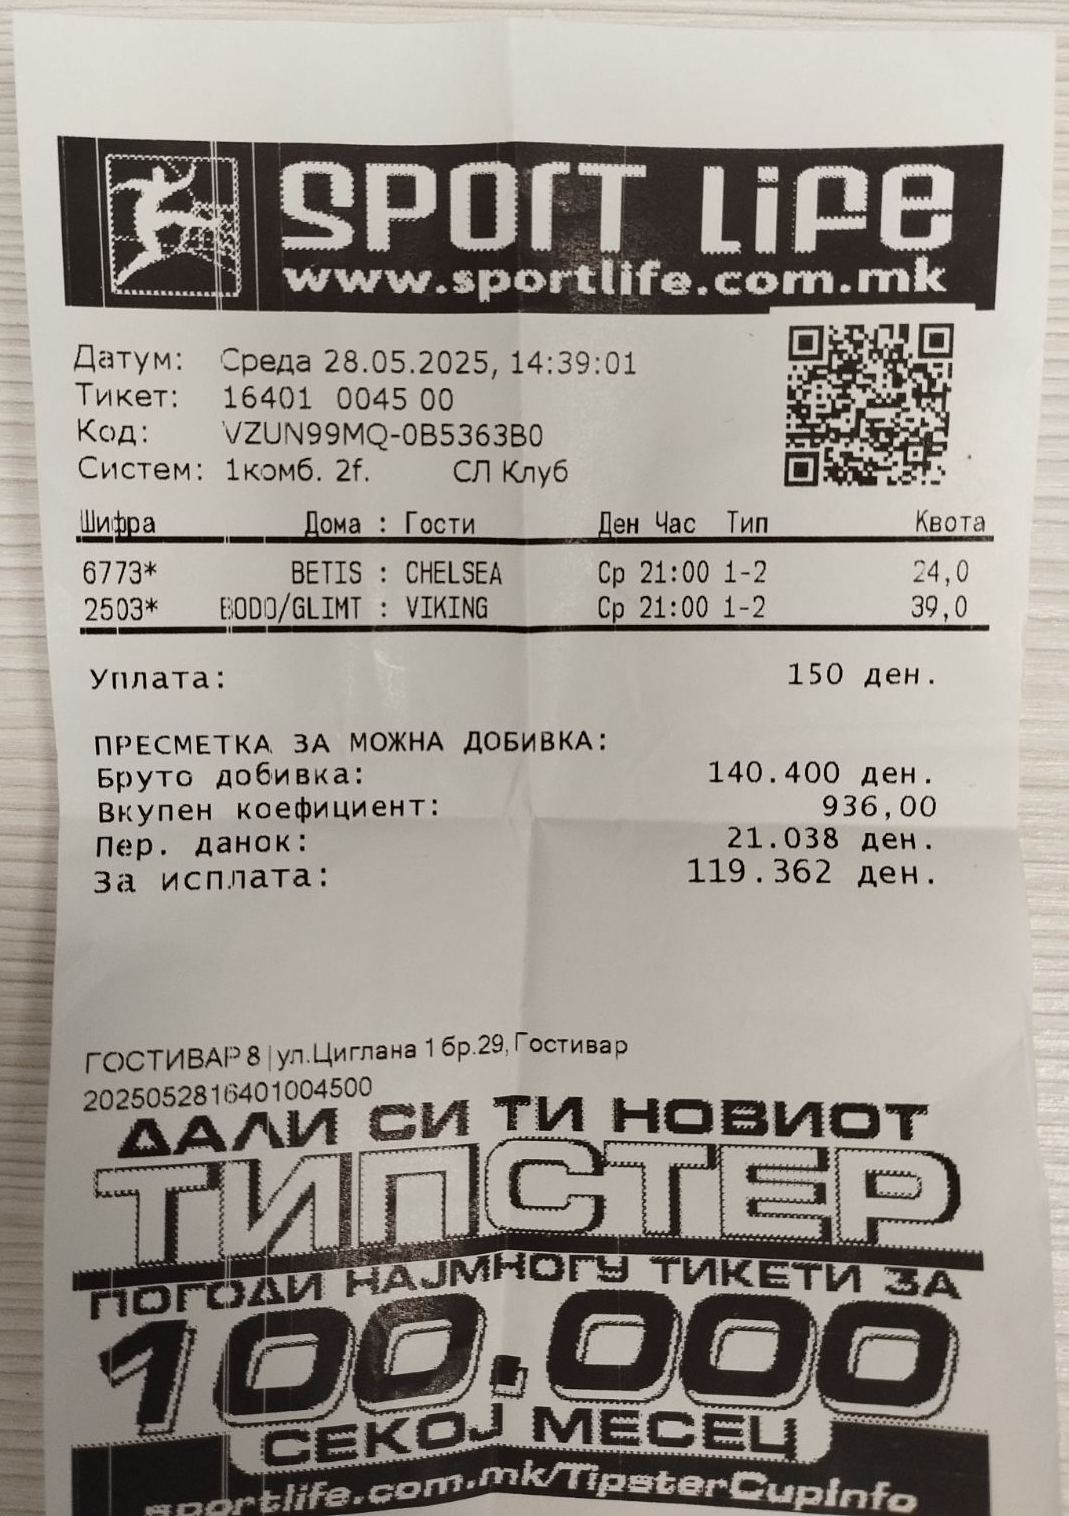 SPORT LiFe
www.sportlife.com.mk
Датум: Среда 28.05.2025, 14:39:01
Тикет: 16401 0045 00
Код: VZUN99MQ-0B5363B0
Систем: 1комб. 2f. СЛ Клуб
Шифра Дома : Гости Ден Час Тип Квота
6773* BETIS : CHELSEA Ср 21:00 1-2 24,0
2503* BODO/GLIMT : VIKING Ср 21:00 1-2 39,0
Уплата: 150 ден.
ПРЕСМЕТКА ЗА МОЖНА ДОБИВКА:
Бруто добивка: 140.400 ден.
Вкупен коефициент: 936,00
Пер. данок: 21.038 ден.
За исплата: 119.362 ден.
ГОСТИВАР 8 | ул.Циглана 1 бр.29, Гостивар
2025052816401004500
ДАЛИ СИ ТИ НОВИОТ
ТИПСТЕР
ПОГОДИ НАЈМНОГУ ТИКЕТИ ЗА
100.000
СЕКОЈ МЕСЕЦ
sportlife.com.mk/TipsterCupInfo